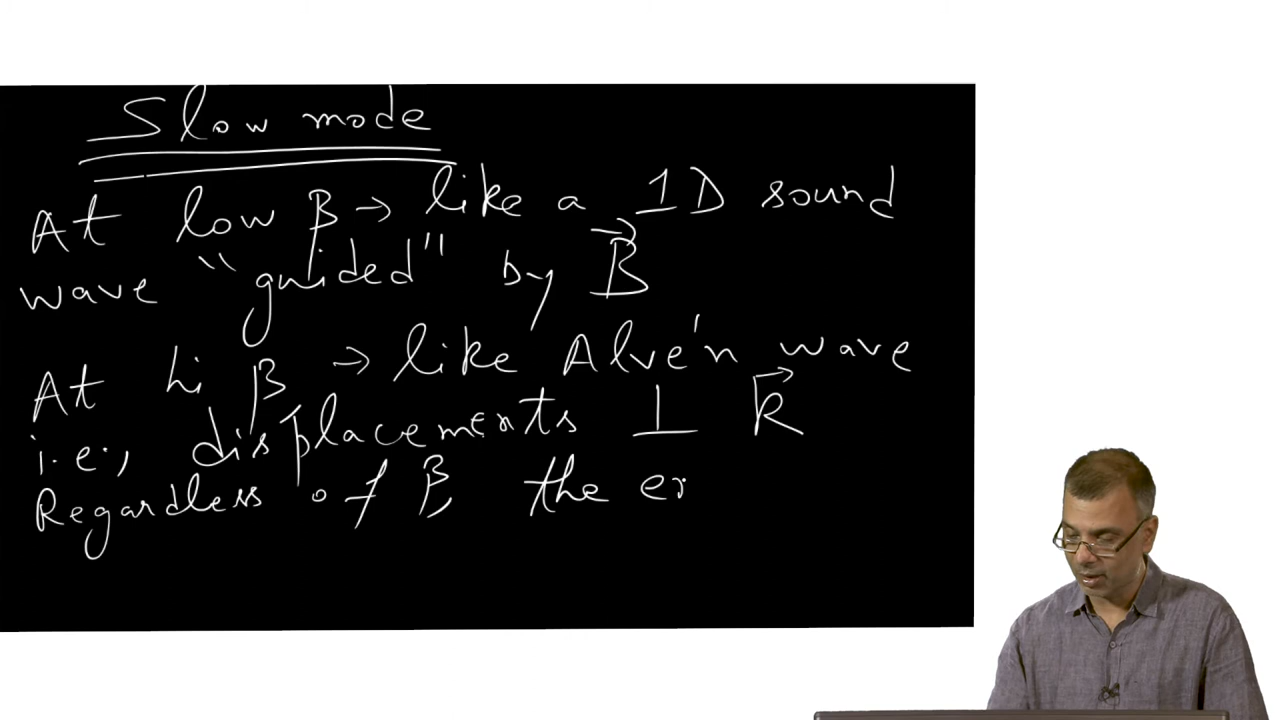 Slow mode
At low β → like a 1D sound
wave "guided" by B⃗
At hi β → like Alve'n wave
i.e., displacements ⊥ k⃗
Regardless of β the er